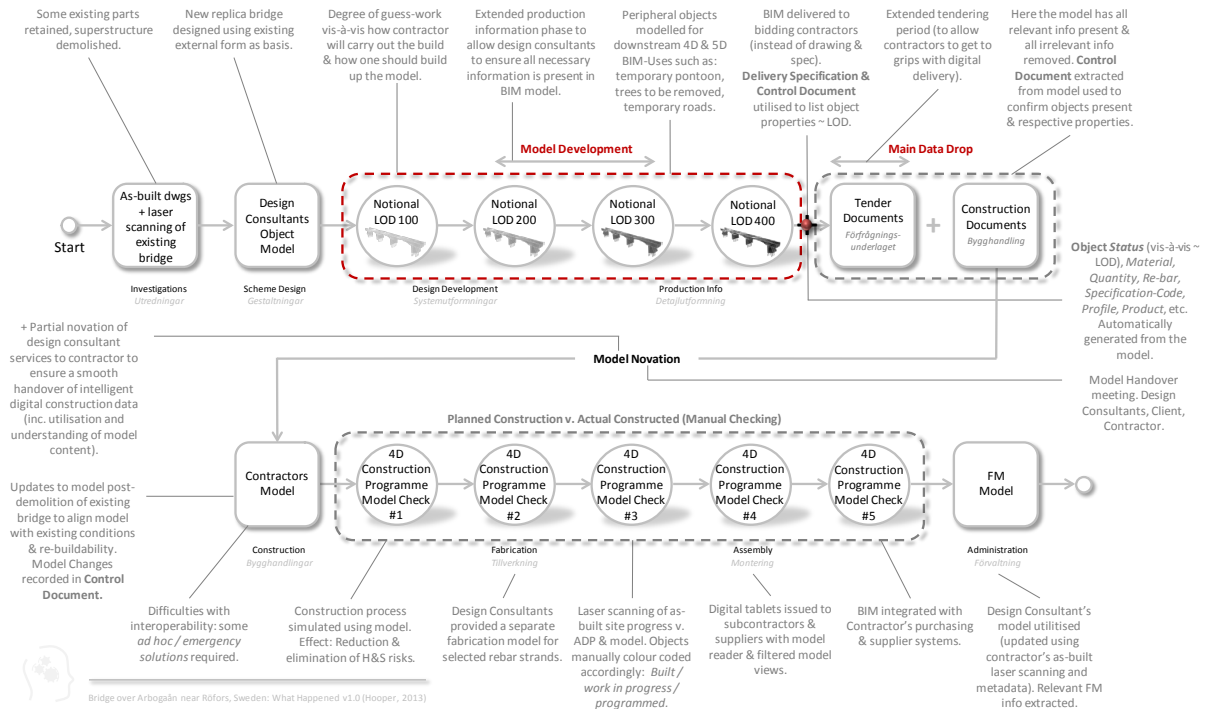 Some existing parts
retained, superstructure
demolished.
New replica bridge
designed using existing
external form as basis.
Degree of guess-work
vis-à-vis how contractor
will carry out the build
& how one should build
up the model.
Extended production
information phase to
allow design consultants
to ensure all necessary
information is present in
BIM model.
Peripheral objects
modelled for
downstream 4D & 5D
BIM-Uses such as:
temporary pontoon,
trees to be removed,
temporary roads.
BIM delivered to
bidding contractors
(instead of drawing &
spec).
Delivery Specification &
Control Document
utilised to list object
properties ~ LOD.
Extended tendering
period (to allow
contractors to get to
grips with digital
delivery).
Here the model has all
relevant info present &
all irrelevant info
removed. Control
Document extracted
from model used to
confirm objects present
& respective properties.
Model Development
Main Data Drop
Start
As-built dwgs
+ laser
scanning of
existing
bridge
Design
Consultants
Object
Model
Notional
LOD 100
Notional
LOD 200
Notional
LOD 300
Notional
LOD 400
Tender
Documents
Förfrågnings-
underlaget
+
Construction
Documents
Bygghandling
Investigations
Utredningar
Scheme Design
Gestaltningar
Design Development
Systemutformningar
Production Info
Detajlutformning
Object Status (vis-à-vis ~
LOD), Material,
Quantity, Re-bar,
Specification-Code,
Profile, Product, etc.
Automatically
generated from the
model.
+ Partial novation of
design consultant
services to contractor to
ensure a smooth
handover of intelligent
digital construction data
(inc. utilisation and
understanding of model
content).
Model Novation
Model Handover
meeting. Design
Consultants, Client,
Contractor.
Planned Construction v. Actual Constructed (Manual Checking)
Contractors
Model
4D
Construction
Programme
Model Check
#1
4D
Construction
Programme
Model Check
#2
4D
Construction
Programme
Model Check
#3
4D
Construction
Programme
Model Check
#4
4D
Construction
Programme
Model Check
#5
FM
Model
Updates to model post-
demolition of existing
bridge to align model
with existing conditions
& re-buildability.
Model Changes
recorded in Control
Document.
Construction
Bygghandlingar
Fabrication
Tillverkning
Assembly
Montering
Administration
Förvaltning
Difficulties with
interoperability: some
ad hoc / emergency
solutions required.
Construction process
simulated using model.
Effect: Reduction &
elimination of H&S risks.
Design Consultants
provided a separate
fabrication model for
selected rebar strands.
Laser scanning of as-
built site progress v.
ADP & model. Objects
manually colour coded
accordingly: Built /
work in progress /
programmed.
Digital tablets issued to
subcontractors &
suppliers with model
reader & filtered model
views.
BIM integrated with
Contractor's purchasing
& supplier systems.
Design Consultant's
model utilitised
(updated using
contractor's as-built
laser scanning and
metadata). Relevant FM
info extracted.
Bridge over Arbogaån near Röfors, Sweden: What Happened v1.0 (Hooper, 2013)